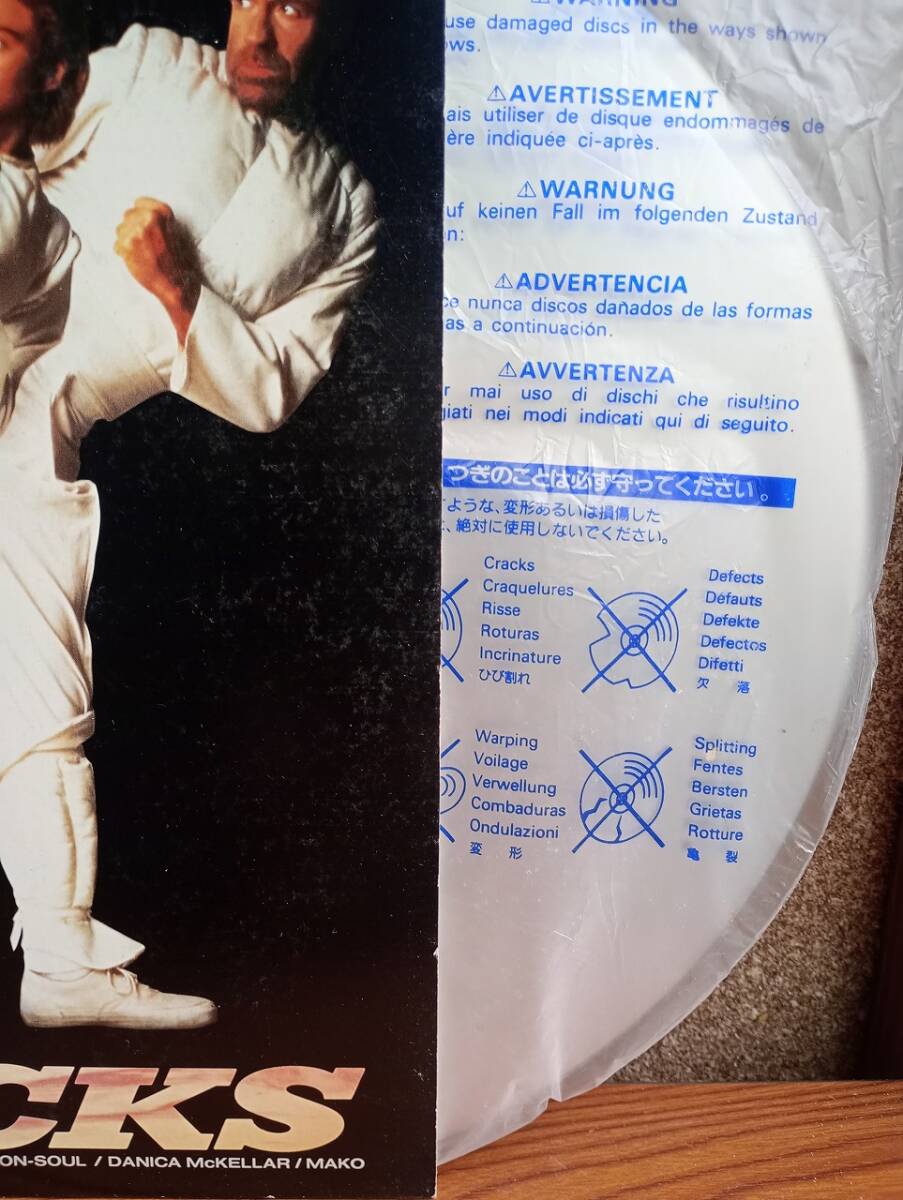 WARNING
use damaged discs in the ways shown
ows.
⚠AVERTISSEMENT
ais utiliser de disque endommagés de
ère indiquée ci-après.
⚠WARNUNG
uf keinen Fall im folgenden Zustand
n:
⚠ADVERTENCIA
ce nunca discos dañados de las formas
as a continuación.
⚠AVVERTENZA
r mai uso di dischi che risultino
giati nei modi indicati qui di seguito.
つぎのことは必ず守ってください。
ような、変形あるいは損傷した
、絶対に使用しないでください。
Cracks
Craquelures
Risse
Roturas
Incrinature
ひび割れ
Defects
Défauts
Defekte
Defectos
Difetti
欠 落
Warping
Voilage
Verwellung
Combaduras
Ondulazioni
変 形
Splitting
Fentes
Bersten
Grietas
Rotture
亀 裂
CKS
ON-SOUL / DANICA McKELLAR / MAKO